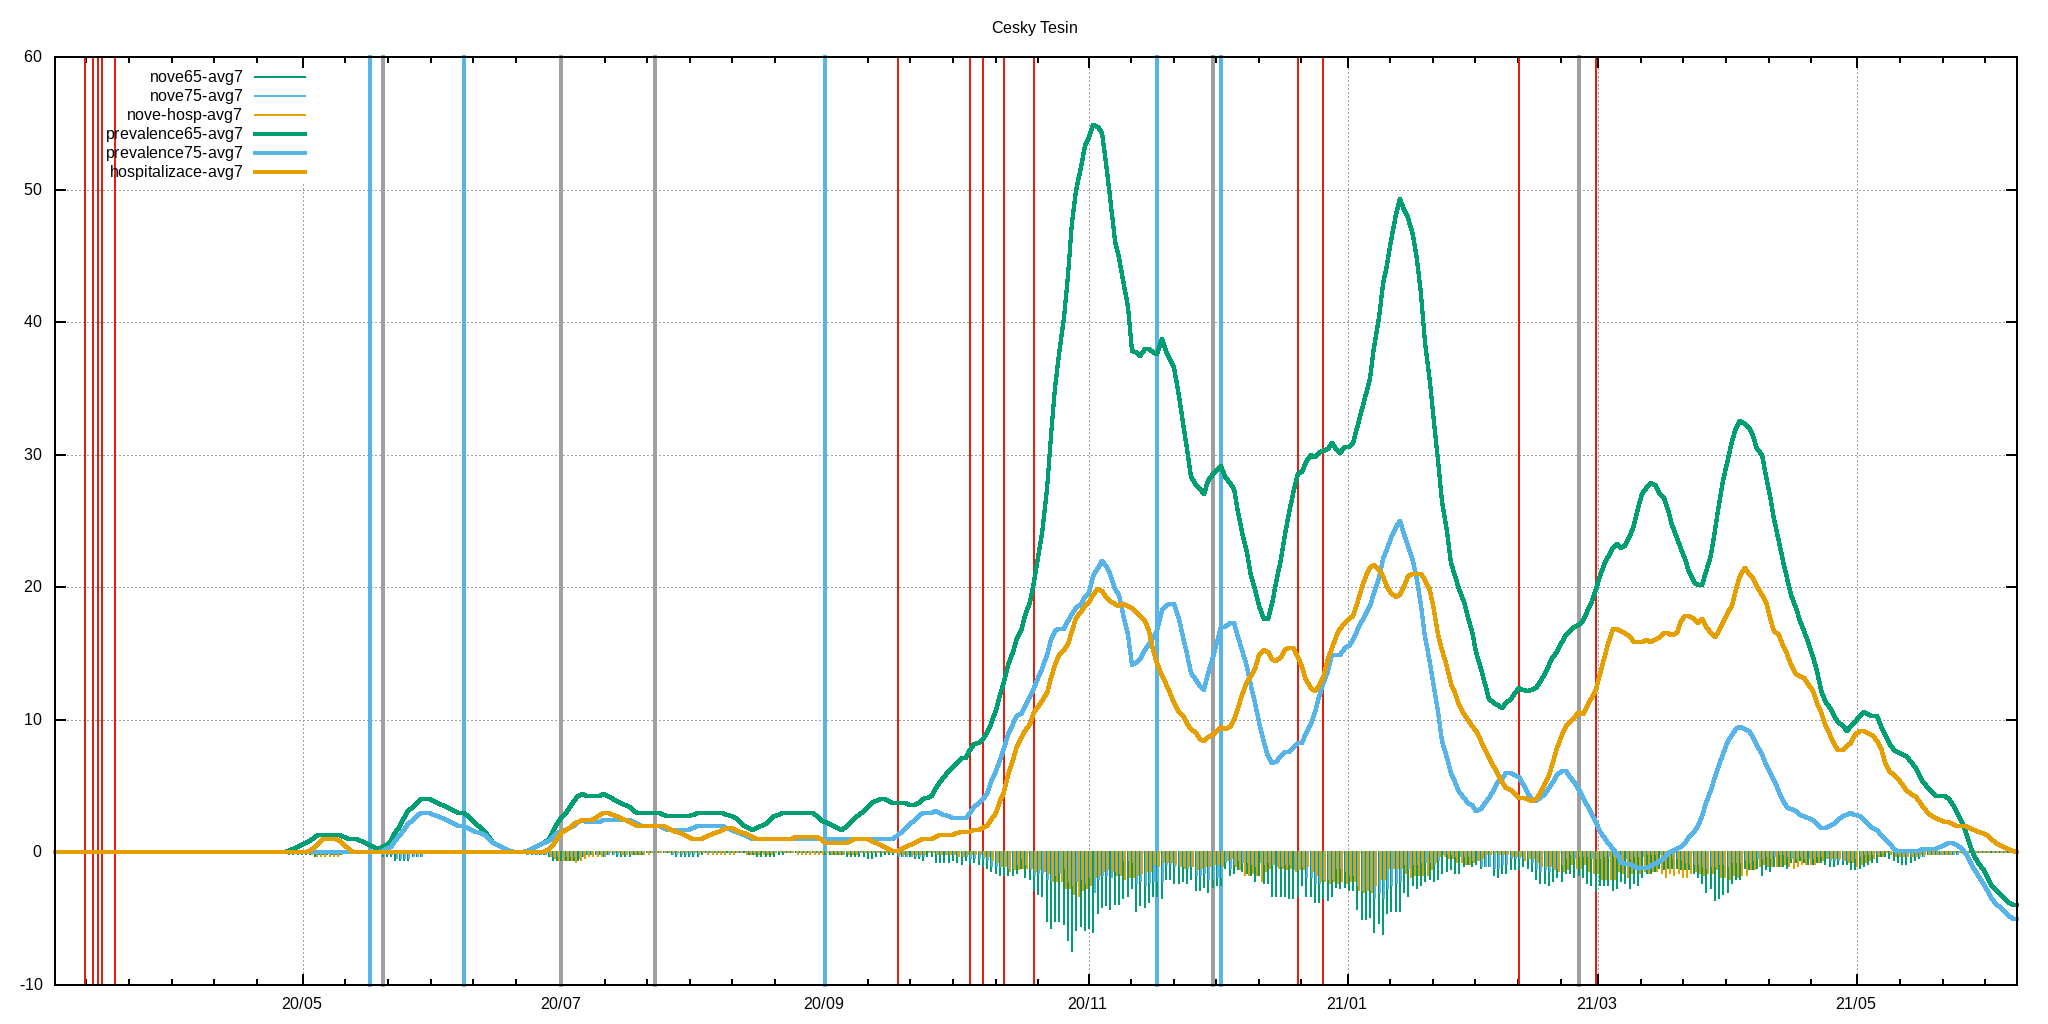 Cesky Tesin
60
50
40
30
20
10
0
-10
nove65-avg7
nove75-avg7
nove-hosp-avg7
prevalence65-avg7
prevalence75-avg7
hospitalizace-avg7
20/05 20/07 20/09 20/11 21/01 21/03 21/05